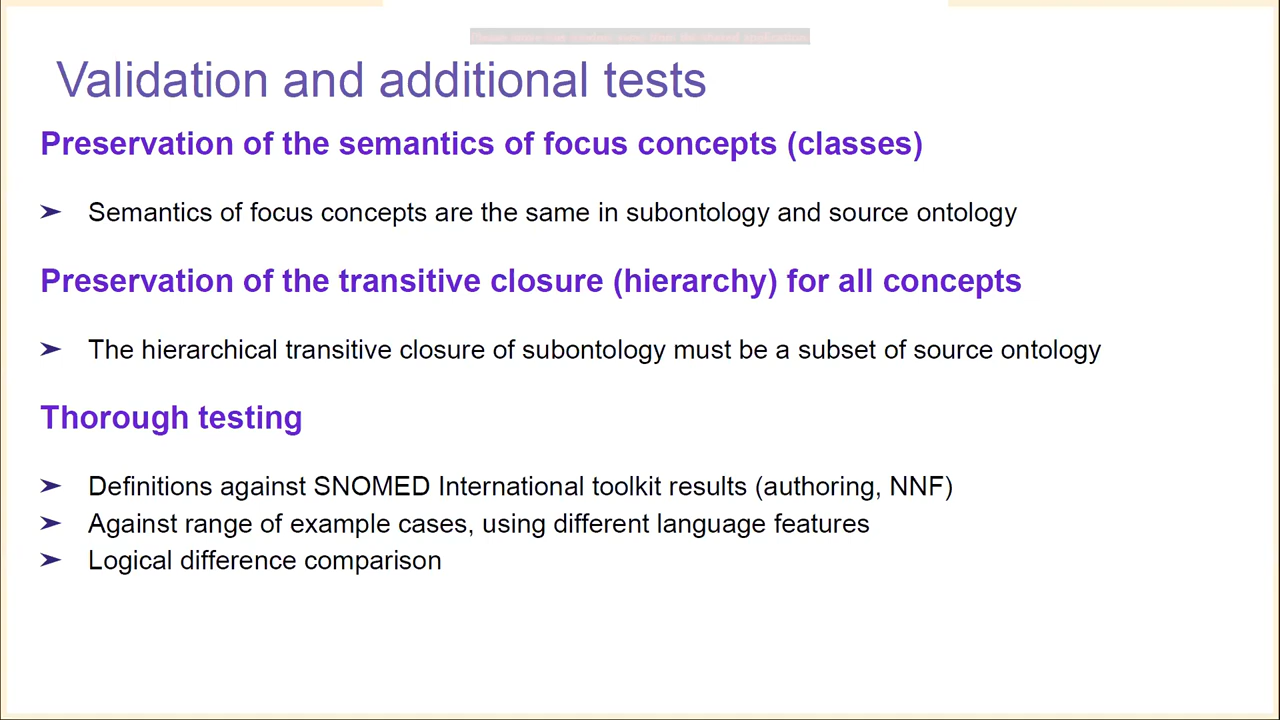 Validation and additional tests
Preservation of the semantics of focus concepts (classes)
➢ Semantics of focus concepts are the same in subontology and source ontology
Preservation of the transitive closure (hierarchy) for all concepts
➢ The hierarchical transitive closure of subontology must be a subset of source ontology
Thorough testing
➢ Definitions against SNOMED International toolkit results (authoring, NNF)
➢ Against range of example cases, using different language features
➢ Logical difference comparison